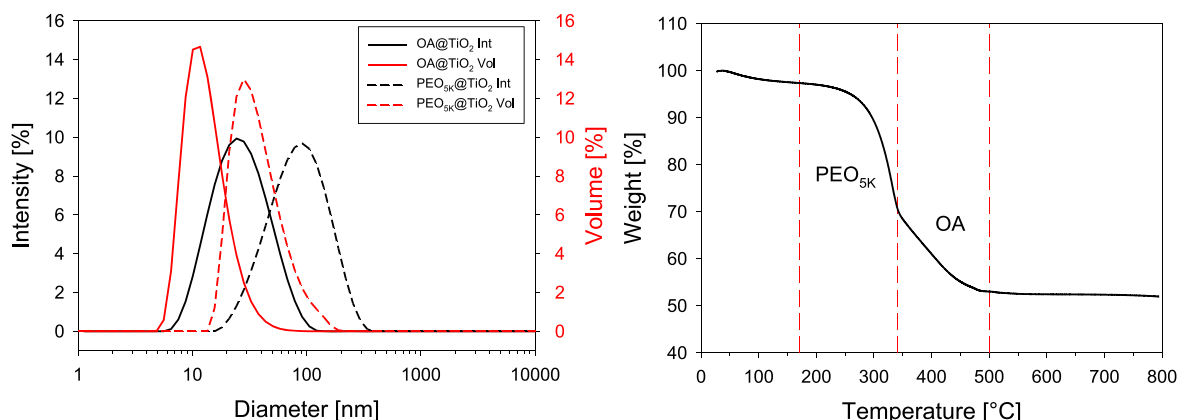 16
14
12
10
8
6
4
2
0
Intensity [%]
OA@TiO₂ Int
OA@TiO₂ Vol
PEO₅ₖ@TiO₂ Int
PEO₅ₖ@TiO₂ Vol
16
14
12
10
8
6
4
2
0
Volume [%]
1 10 100 1000 10000
Diameter [nm]
110
100
90
80
70
60
50
40
Weight [%]
PEO₅ₖ
OA
0 100 200 300 400 500 600 700 800
Temperature [°C]